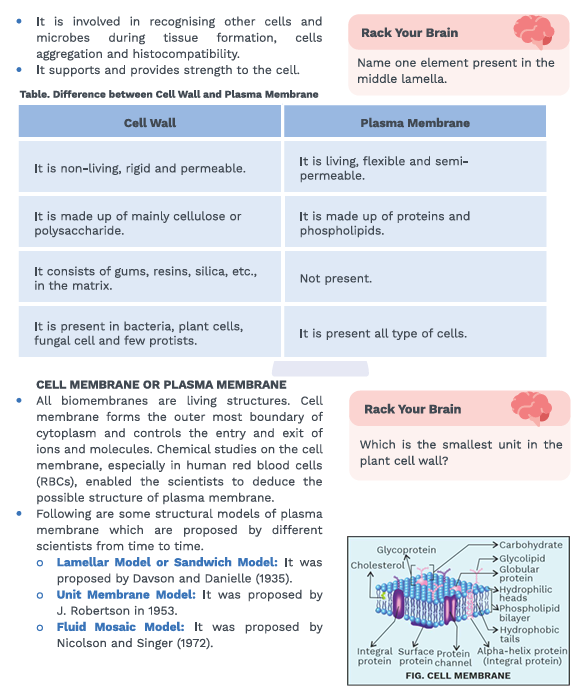 • It is involved in recognising other cells and
microbes during tissue formation, cells
aggregation and histocompatibility.
• It supports and provides strength to the cell.
Rack Your Brain
Name one element present in the
middle lamella.
Table. Difference between Cell Wall and Plasma Membrane
Cell Wall
Plasma Membrane
It is non-living, rigid and permeable.
It is living, flexible and semi-
permeable.
It is made up of mainly cellulose or
polysaccharide.
It is made up of proteins and
phospholipids.
It consists of gums, resins, silica, etc.,
in the matrix.
Not present.
It is present in bacteria, plant cells,
fungal cell and few protists.
It is present all type of cells.
CELL MEMBRANE OR PLASMA MEMBRANE
• All biomembranes are living structures. Cell
membrane forms the outer most boundary of
cytoplasm and controls the entry and exit of
ions and molecules. Chemical studies on the cell
membrane, especially in human red blood cells
(RBCs), enabled the scientists to deduce the
possible structure of plasma membrane.
• Following are some structural models of plasma
membrane which are proposed by different
scientists from time to time.
o Lamellar Model or Sandwich Model: It was
proposed by Davson and Danielle (1935).
o Unit Membrane Model: It was proposed by
J. Robertson in 1953.
o Fluid Mosaic Model: It was proposed by
Nicolson and Singer (1972).
Rack Your Brain
Which is the smallest unit in the
plant cell wall?
Glycoprotein
Cholesterol
Carbohydrate
Glycolipid
Globular
protein
Hydrophilic
heads
Phospholipid
bilayer
Hydrophobic
tails
Integral
protein
Surface
protein
Protein
channel
Alpha-helix protein
(Integral protein)
FIG. CELL MEMBRANE